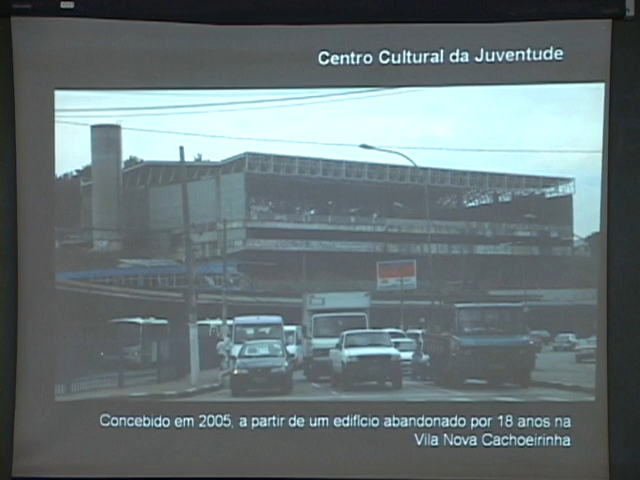 Centro Cultural da Juventude
Concebido em 2005, a partir de um edifício abandonado por 18 anos na
Vila Nova Cachoeirinha